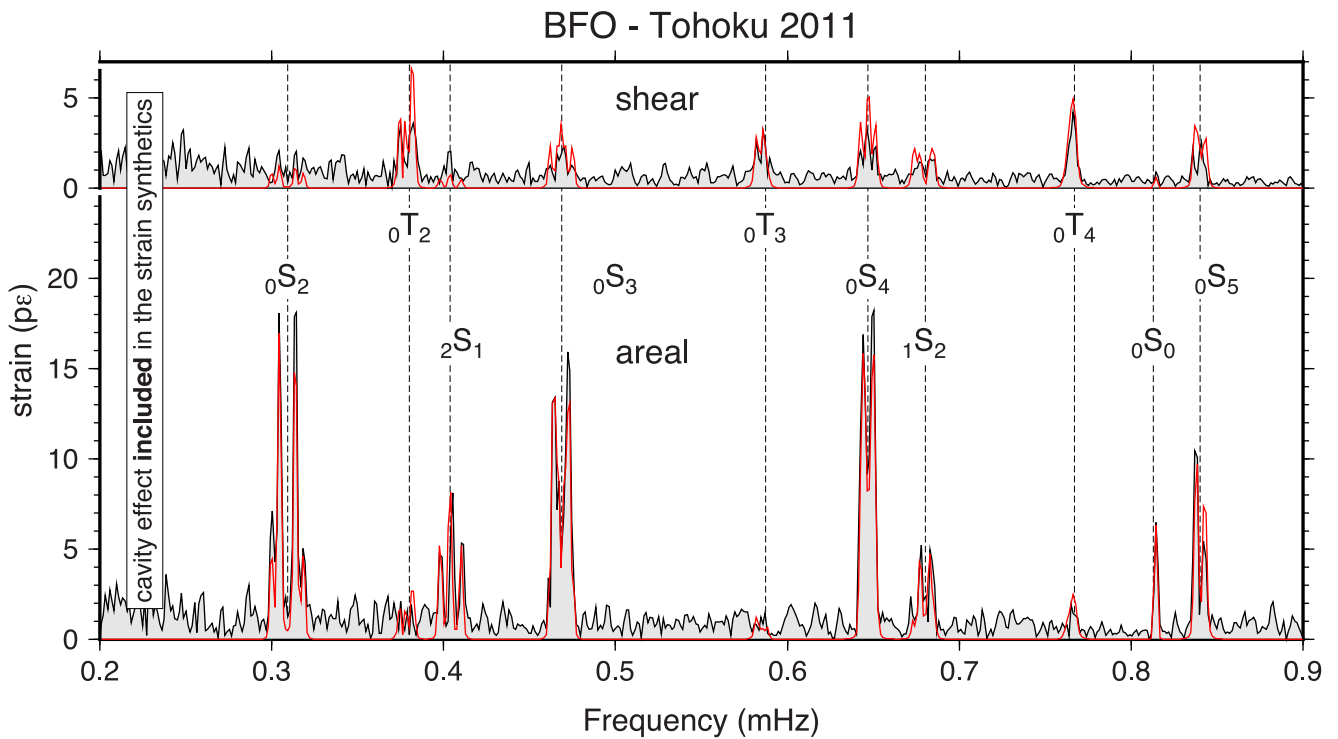 BFO - Tohoku 2011
shear
5
0
cavity effect included in the strain synthetics
₀T₂ ₀T₃ ₀T₄
₀S₂ ₀S₃ ₀S₄ ₀S₅
₂S₁ areal ₁S₂ ₀S₀
strain (pε)
20
15
10
5
0
0.2 0.3 0.4 0.5 0.6 0.7 0.8 0.9
Frequency (mHz)